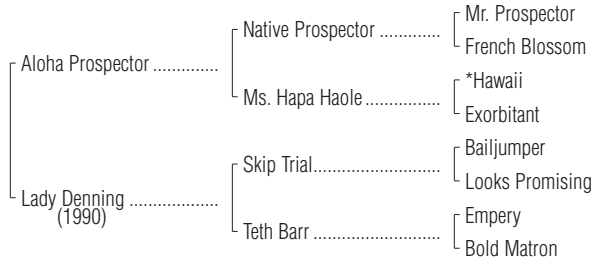 Mr. Prospector
Native Prospector .............
French Blossom
Aloha Prospector ..............
*Hawaii
Ms. Hapa Haole ................
Exorbitant
Bailjumper
Skip Trial.......................
Looks Promising
Lady Denning ...................
(1990)
Empery
Teth Barr .......................
Bold Matron